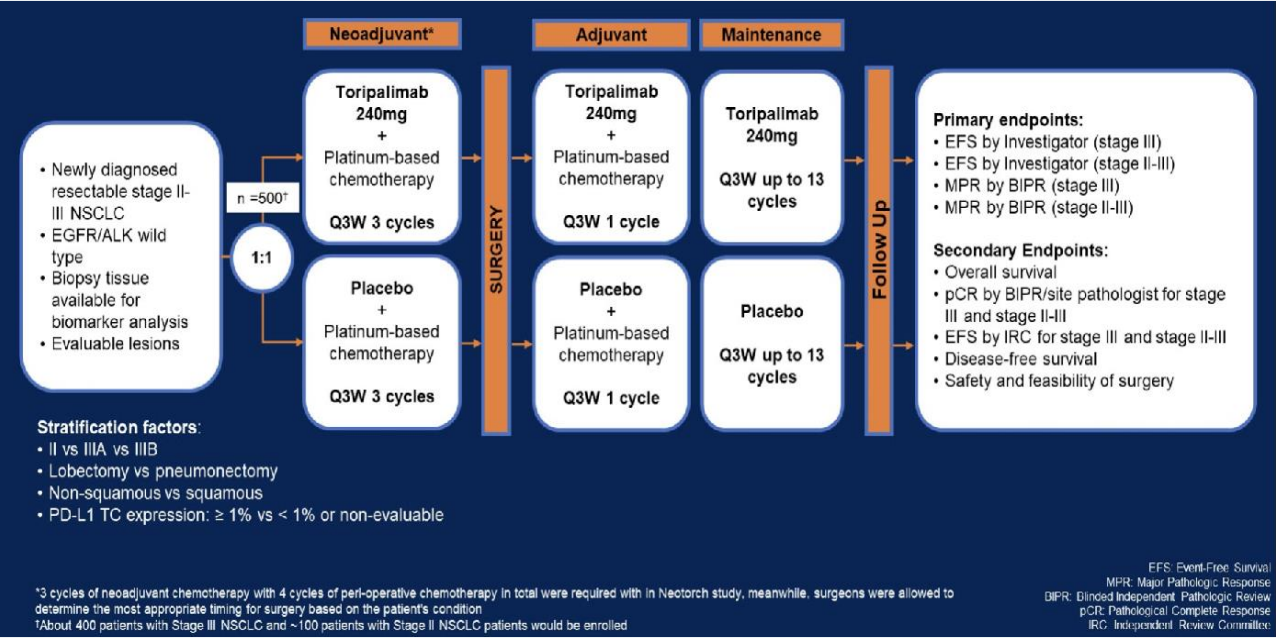 Neoadjuvant*
Adjuvant
Maintenance
• Newly diagnosed
resectable stage II-
III NSCLC
• EGFR/ALK wild
type
• Biopsy tissue
available for
biomarker analysis
• Evaluable lesions
n =500†
1:1
Toripalimab
240mg
+
Platinum-based
chemotherapy
Q3W 3 cycles
Placebo
+
Platinum-based
chemotherapy
Q3W 3 cycles
SURGERY
Toripalimab
240mg
+
Platinum-based
chemotherapy
Q3W 1 cycle
Placebo
+
Platinum-based
chemotherapy
Q3W 1 cycle
Toripalimab
240mg
Q3W up to 13
cycles
Placebo
Q3W up to 13
cycles
Follow Up
Primary endpoints:
• EFS by Investigator (stage III)
• EFS by Investigator (stage II-III)
• MPR by BIPR (stage III)
• MPR by BIPR (stage II-III)
Secondary Endpoints:
• Overall survival
• pCR by BIPR/site pathologist for stage
III and stage II-III
• EFS by IRC for stage III and stage II-III
• Disease-free survival
• Safety and feasibility of surgery
Stratification factors:
• II vs IIIA vs IIIB
• Lobectomy vs pneumonectomy
• Non-squamous vs squamous
• PD-L1 TC expression: ≥ 1% vs < 1% or non-evaluable
*3 cycles of neoadjuvant chemotherapy with 4 cycles of peri-operative chemotherapy in total were required with in Neotorch study, meanwhile, surgeons were allowed to
determine the most appropriate timing for surgery based on the patient's condition
†About 400 patients with Stage III NSCLC and ~100 patients with Stage II NSCLC patients would be enrolled
EFS: Event-Free Survival
MPR: Major Pathologic Response
BIPR: Blinded Independent Pathologic Review
pCR: Pathological Complete Response
IRC: Independent Review Committee